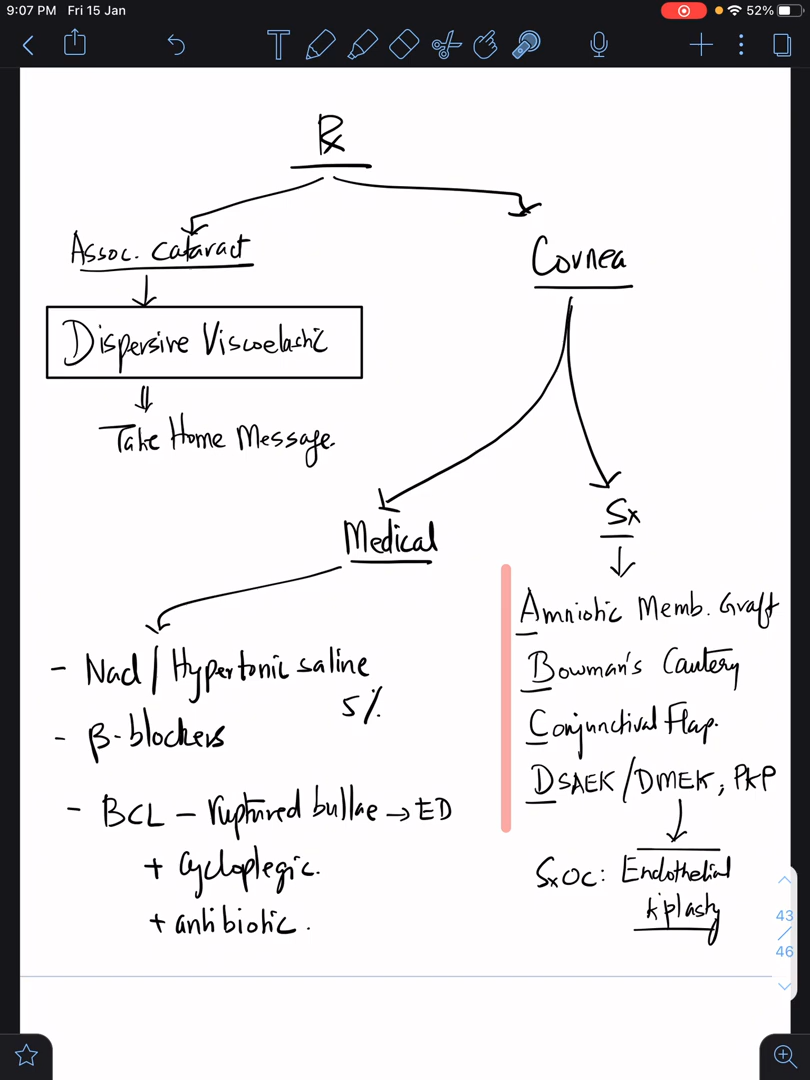 9:07 PM Fri 15 Jan
52%
Rx
Assoc. Cataract
Cornea
Dispersive Viscoelastic
Take Home Message.
Medical
Sx
- Nacl / Hypertonic saline
5%
- β-blockers
- BCL - ruptured bullae → ED
+ Cycloplegic.
+ antibiotic.
Amniotic Memb. Graft
Bowman's Cautery
Conjunctival Flap.
DSAEK / DMEK, PKP
SxOC: Endothelial
k'plasty
43
/
46